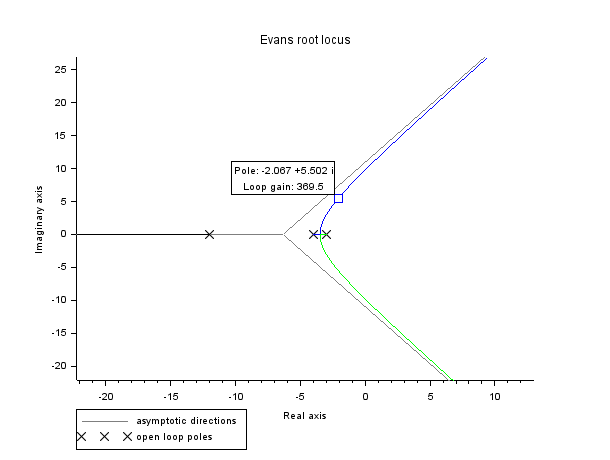 Evans root locus
25
20
15
10
5
0
-5
-10
-15
-20
Imaginary axis
Pole: -2.067 +5.502 i
Loop gain: 369.5
-20 -15 -10 -5 0 5 10
Real axis
asymptotic directions
open loop poles